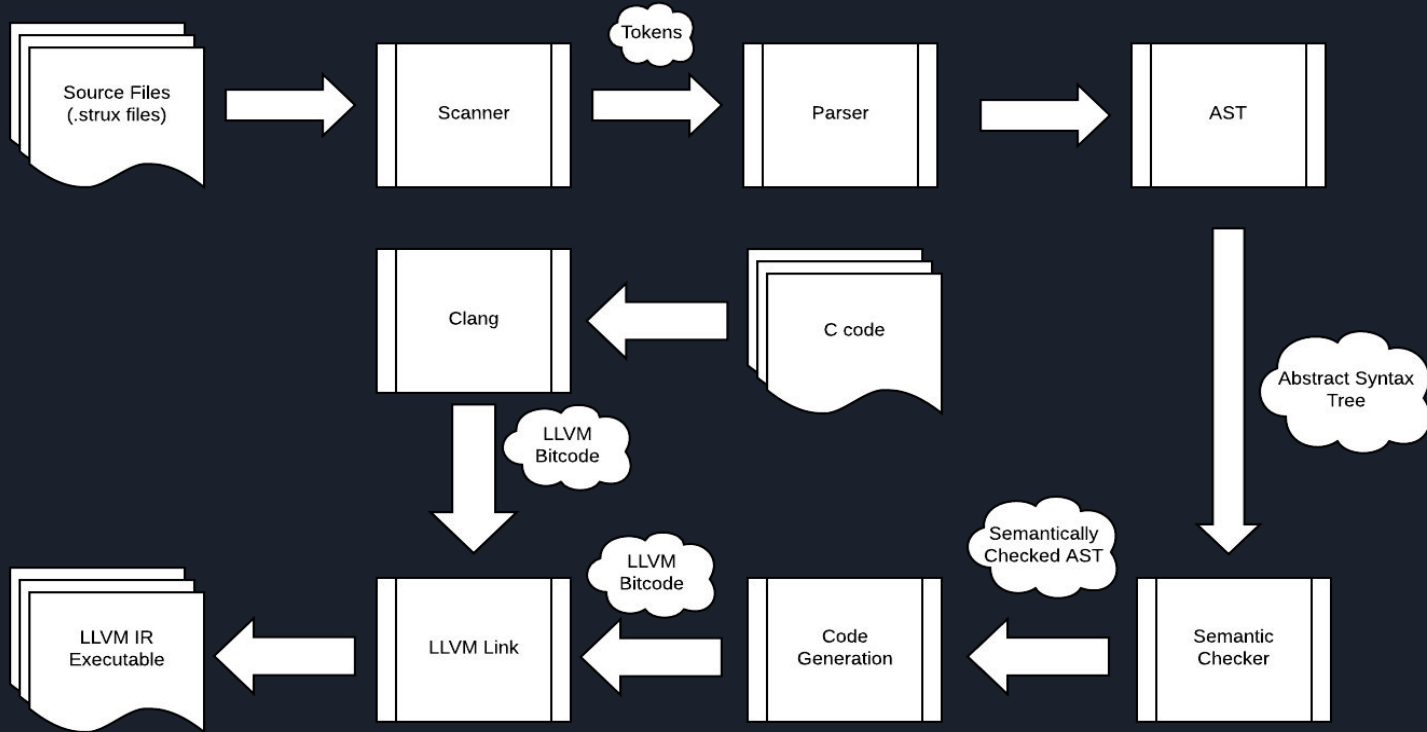 Tokens
Source Files
(.strux files)
Scanner
Parser
AST
Clang
C code
Abstract Syntax
Tree
LLVM
Bitcode
Semantically
Checked AST
LLVM
Bitcode
LLVM IR
Executable
LLVM Link
Code
Generation
Semantic
Checker